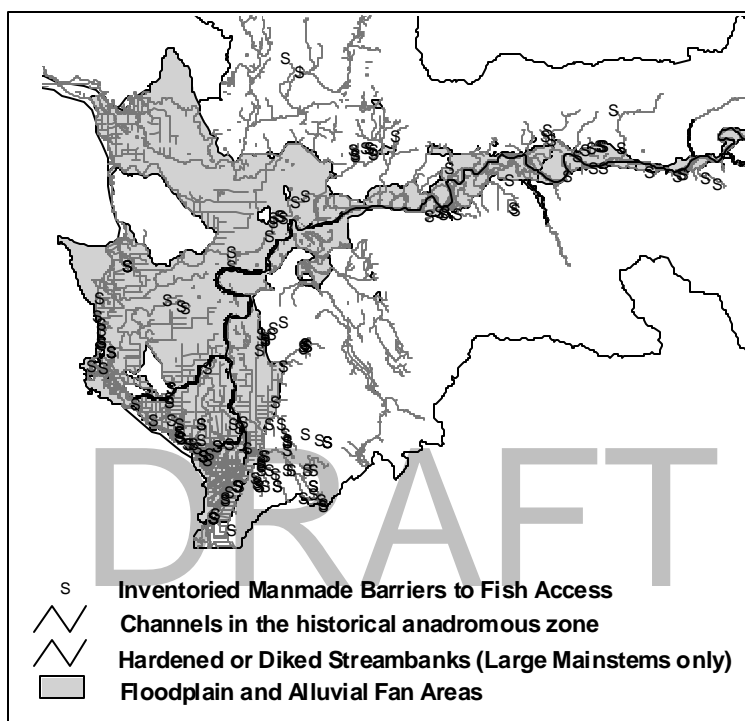 DRAFT
S Inventoried Manmade Barriers to Fish Access
Channels in the historical anadromous zone
Hardened or Diked Streambanks (Large Mainstems only)
Floodplain and Alluvial Fan Areas